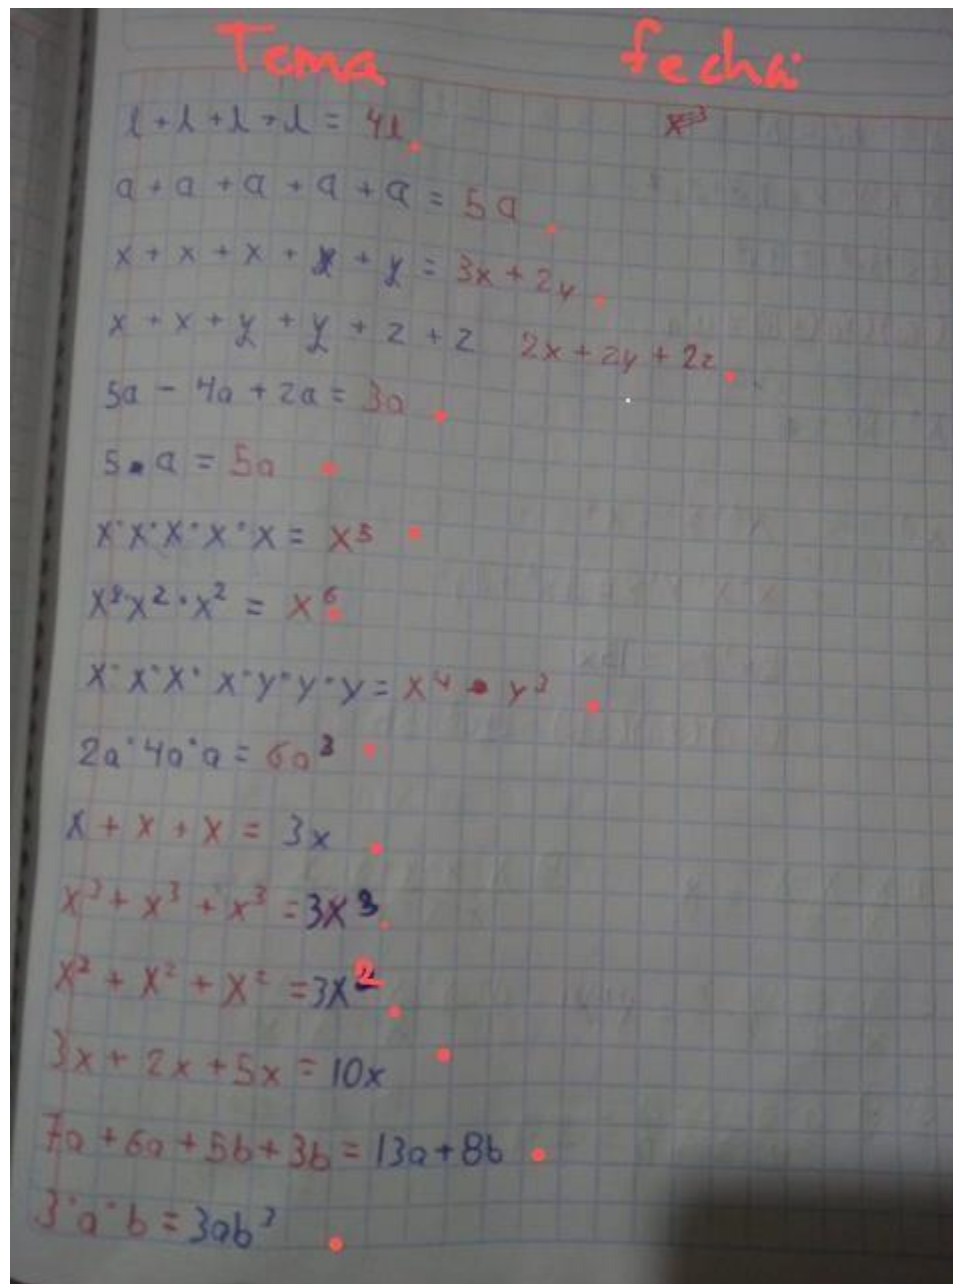 Tema fecha:
l + l + l + l = 4l.
a + a + a + a + a = 5a.
x + x + x + y + y = 3x + 2y.
x + x + y + y + z + z 2x + 2y + 2z.
5a - 4a + 2a = 3a.
5 • a = 5a
x · x · x · x · x = x⁵
x² · x² · x² = x⁶
x · x · x · x · y · y · y = x⁴ • y³
2a · 4a · a = 6a³
x + x + x = 3x
x³ + x³ + x³ = 3x³
x² + x² + x² = 3x²
3x + 2x + 5x = 10x
7a + 6a + 5b + 3b = 13a + 8b
3 · a · b = 3ab